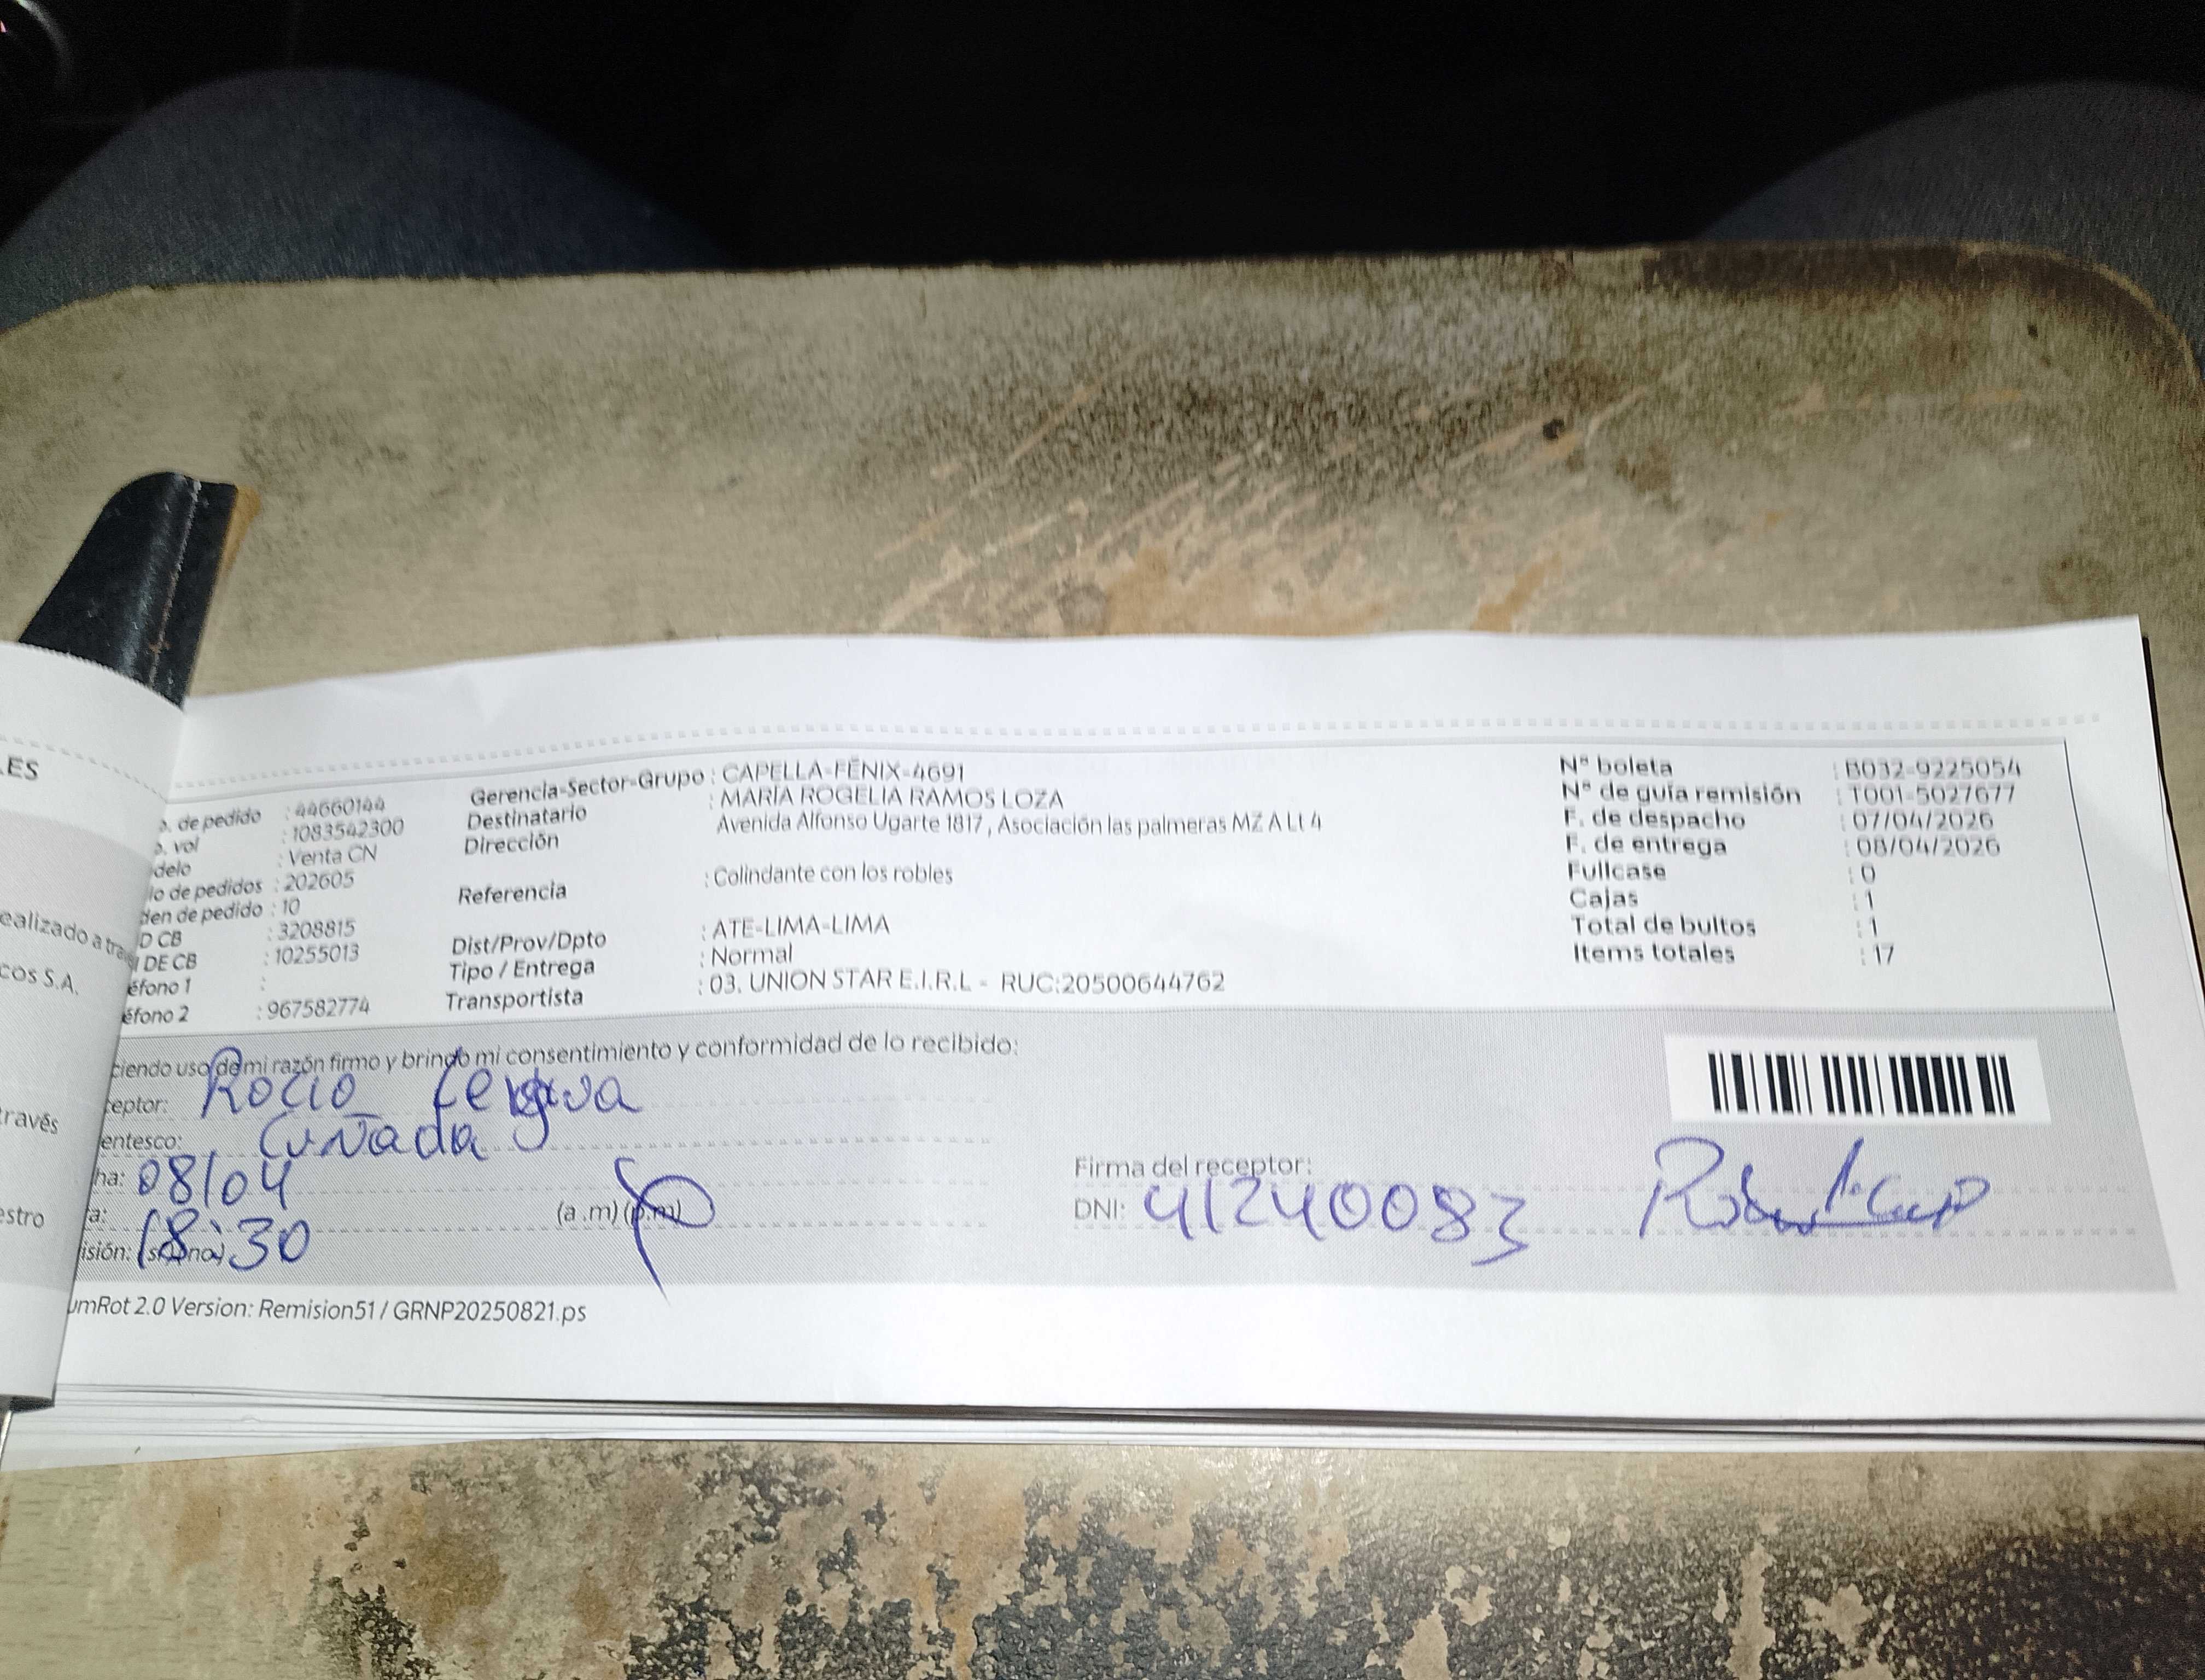 .ES
ealizado a trav
cos S.A.
través
estro
o. de pedido : 44660144
o. vol : 1083542300
delo : Venta CN
lo de pedidos : 202605
den de pedido : 10
D CB : 3208815
I DE CB : 10255013
éfono 1 :
éfono 2 : 967582774
Gerencia-Sector-Grupo : CAPELLA-FÉNIX-4691
Destinatario : MARÍA ROGELIA RAMOS LOZA
Dirección Avenida Alfonso Ugarte 1817 , Asociación las palmeras MZ A Lt 4
Referencia : Colindante con los robles
Dist/Prov/Dpto : ATE-LIMA-LIMA
Tipo / Entrega : Normal
Transportista : 03. UNION STAR E.I.R.L - RUC:20500644762
N° boleta : B032-9225054
N° de guía remisión : T001-5027677
F. de despacho : 07/04/2026
F. de entrega : 08/04/2026
Fullcase : 0
Cajas : 1
Total de bultos : 1
Items totales : 17
ciendo uso de mi razón firmo y brindo mi consentimiento y conformidad de lo recibido:
ceptor: Rocio
entesco: Cuñada
ha: 08/04
a: 18:30 (a .m) (p.m)
isión: (si) (no)
Firma del receptor:
DNI: 41240083
umRot 2.0 Version: Remision51 / GRNP20250821.ps